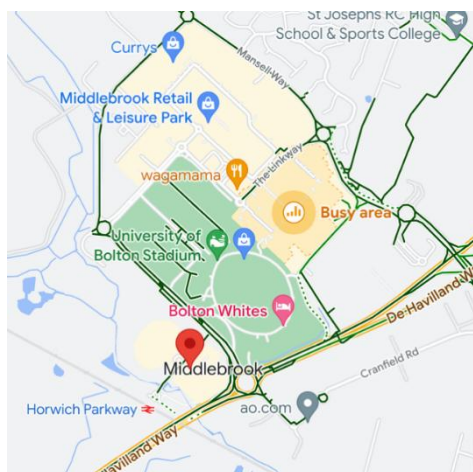 St Josephs RC High
School & Sports College
Currys
Mansell Way
Middlebrook Retail
& Leisure Park
The Linkway
wagamama
Busy area
University of
Bolton Stadium
Bolton Whites
De Havilland W
Middlebrook
Cranfield Rd
Horwich Parkway
ao.com
Havilland Way